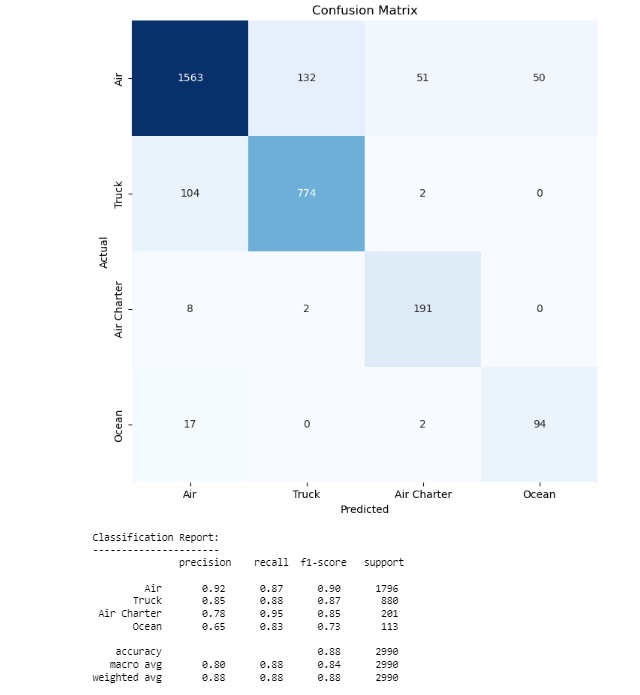 Confusion Matrix
Air
1563 132 51 50
Truck
104 774 2 0
Actual
Air Charter
8 2 191 0
Ocean
17 0 2 94
Air Truck Air Charter Ocean
Predicted
Classification Report:
----------------------
precision recall f1-score support
Air 0.92 0.87 0.90 1796
Truck 0.85 0.88 0.87 880
Air Charter 0.78 0.95 0.85 201
Ocean 0.65 0.83 0.73 113
accuracy 0.88 2990
macro avg 0.80 0.88 0.84 2990
weighted avg 0.88 0.88 0.88 2990